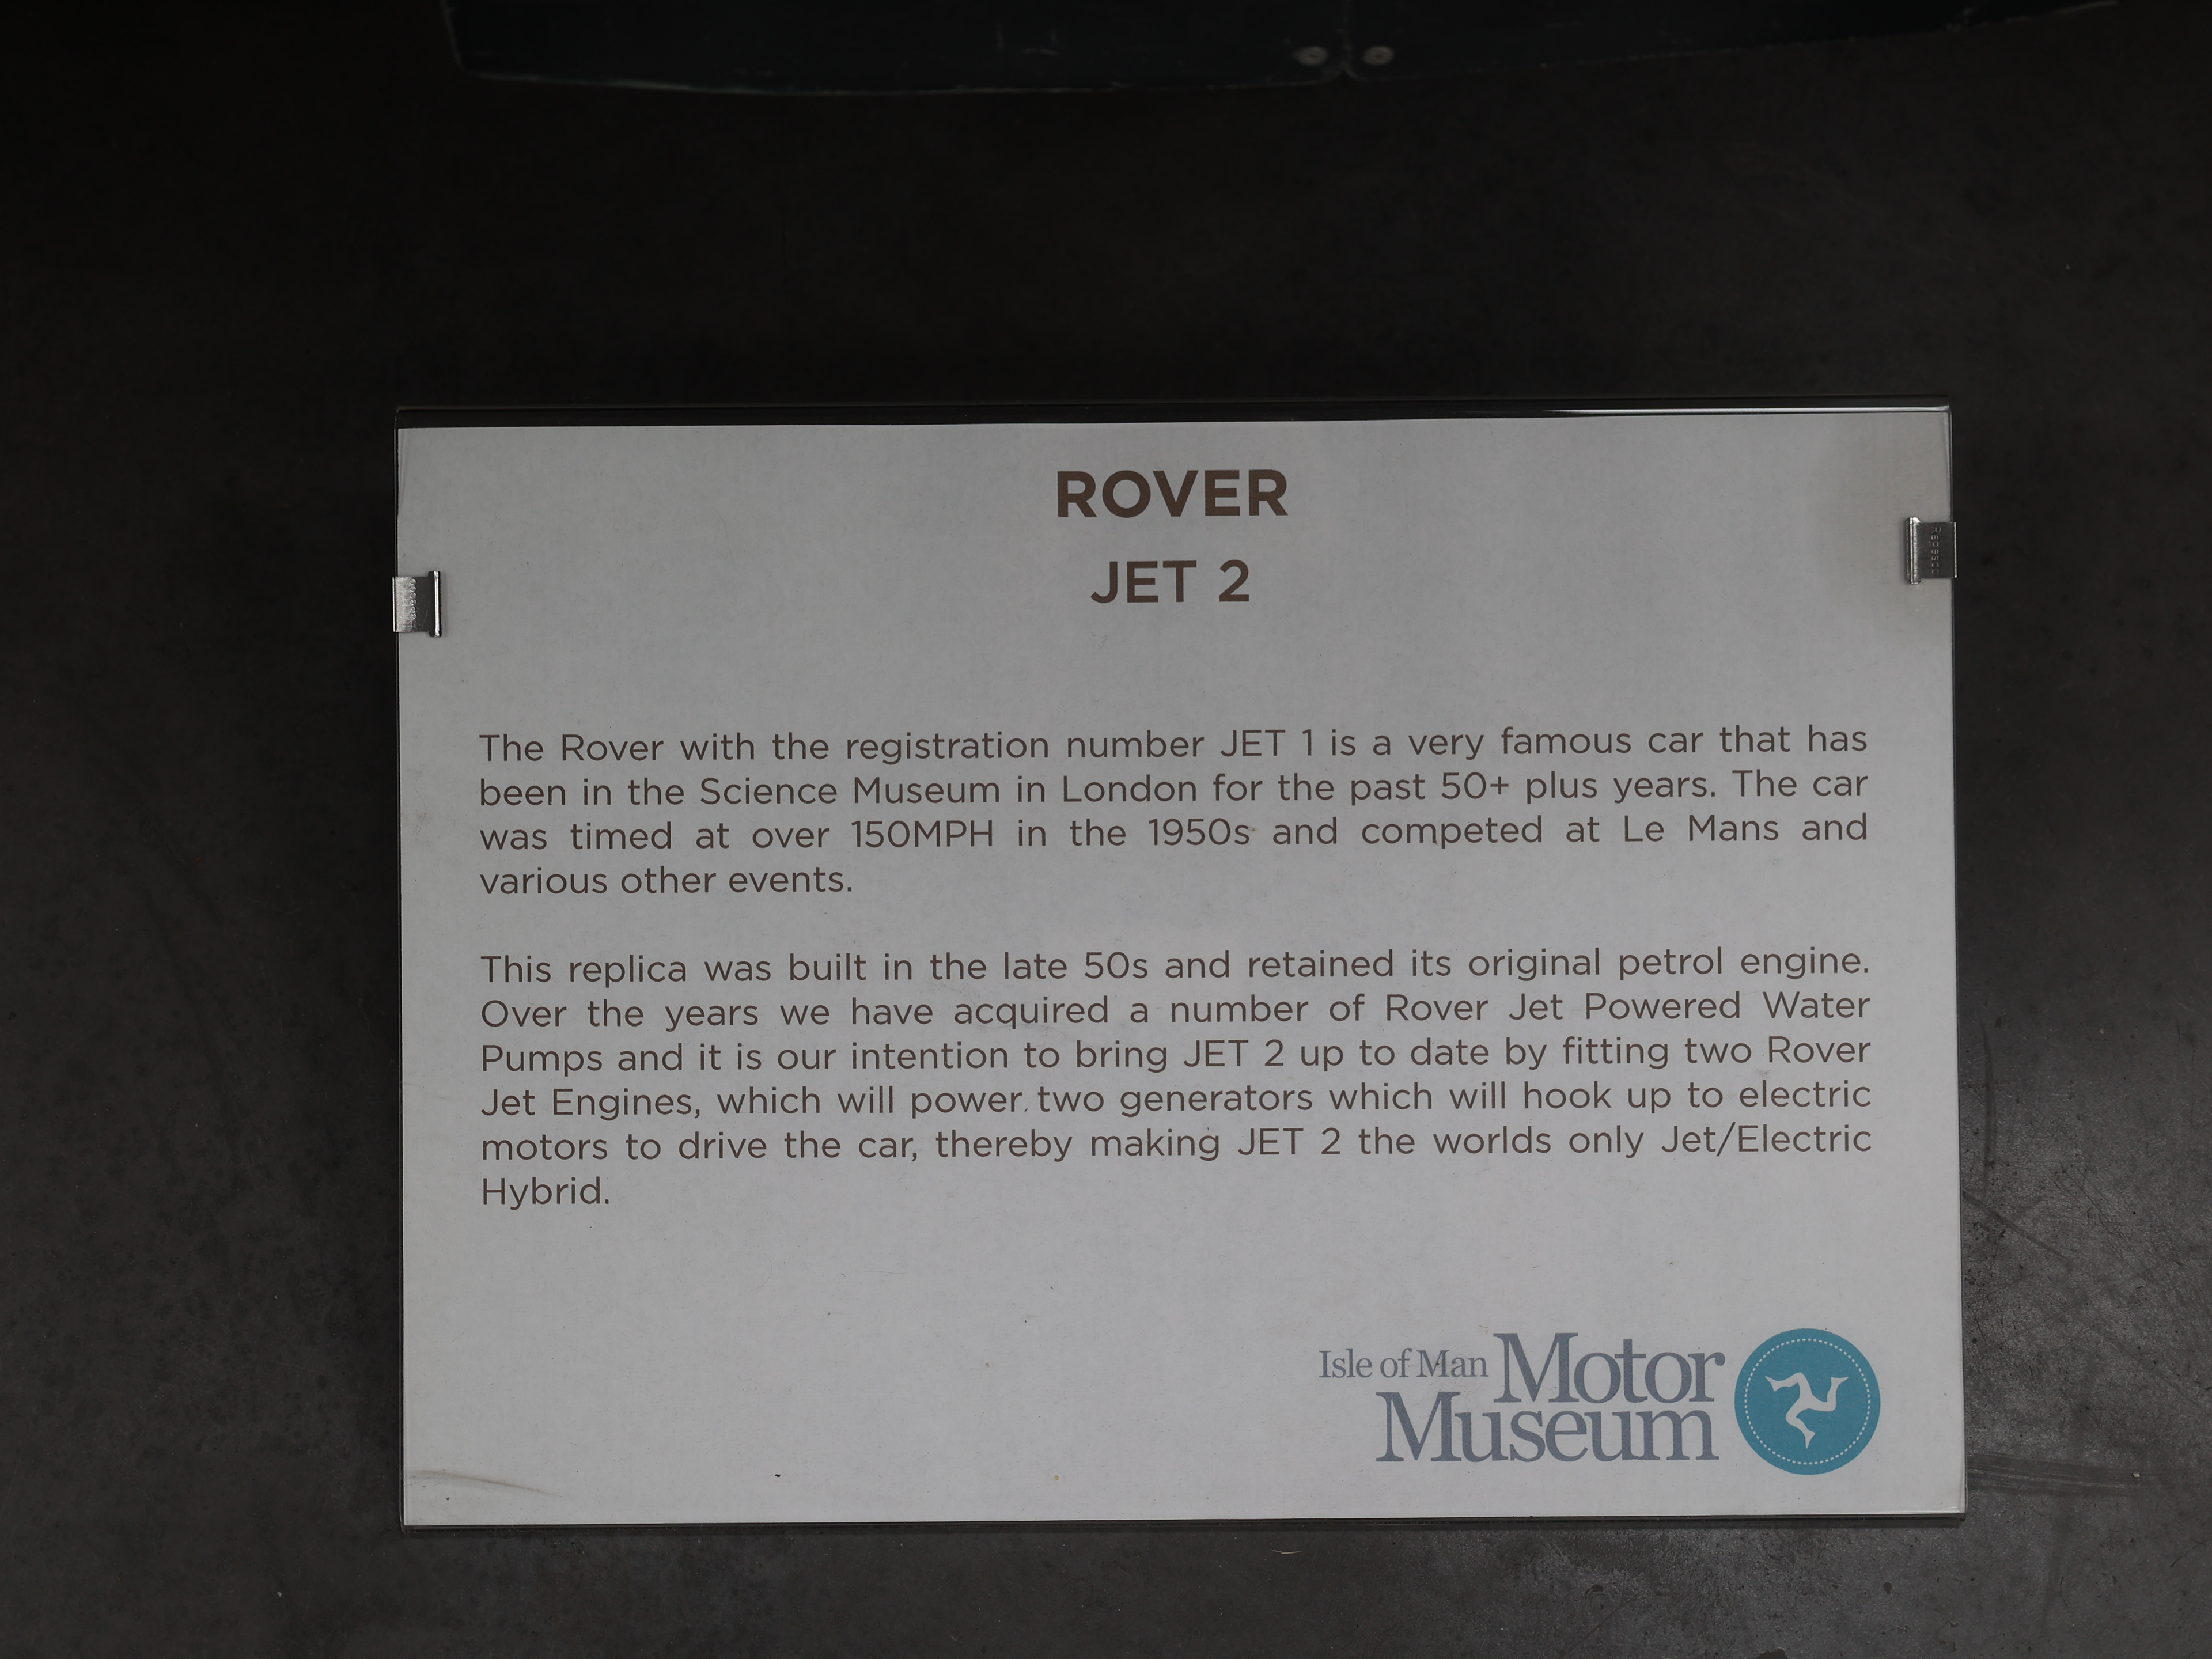 ROVER
JET 2
The Rover with the registration number JET 1 is a very famous car that has
been in the Science Museum in London for the past 50+ plus years. The car
was timed at over 150MPH in the 1950s and competed at Le Mans and
various other events.
This replica was built in the late 50s and retained its original petrol engine.
Over the years we have acquired a number of Rover Jet Powered Water
Pumps and it is our intention to bring JET 2 up to date by fitting two Rover
Jet Engines, which will power two generators which will hook up to electric
motors to drive the car, thereby making JET 2 the worlds only Jet/Electric
Hybrid.
Isle of Man Motor
Museum
Rapesco